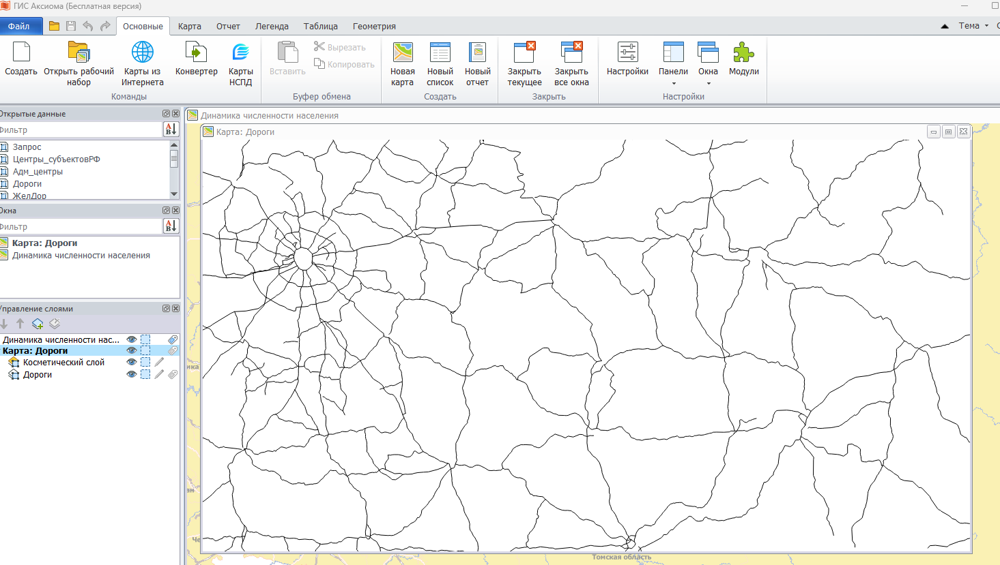 ГИС Аксиома (Бесплатная версия)
Файл Основные Карта Отчет Легенда Таблица Геометрия Тема
Создать Открыть рабочий набор Карты из Интернета Конвертер Карты НСПД
Команды
Вставить Вырезать Копировать
Буфер обмена
Новая карта Новый список Новый отчет
Создать
Закрыть текущее Закрыть все окна
Закрыть
Настройки Панели Окна Модули
Настройки
Открытые данные
Фильтр
Запрос
Центры_субъектовРФ
Адм_центры
Дороги
ЖелДор
Окна
Фильтр
Карта: Дороги
Динамика численности населения
Управление слоями
Динамика численности нас...
Карта: Дороги
Косметический слой
Дороги
Динамика численности населения
Карта: Дороги
Томская область